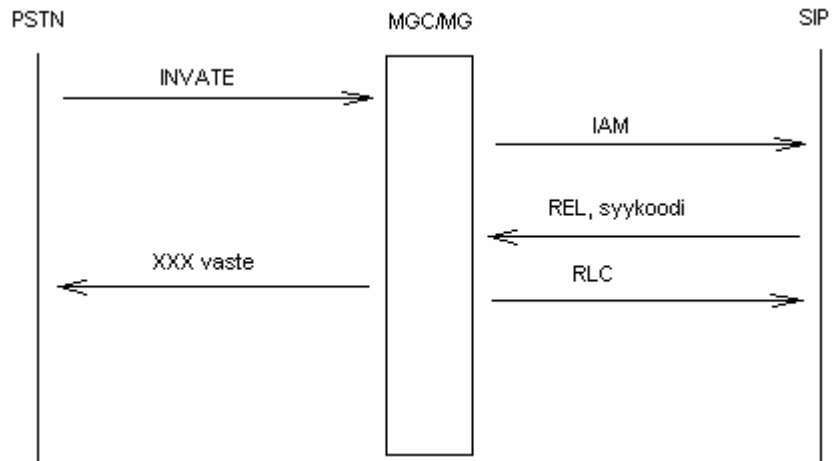 PSTN
MGC/MG
SIP
INVATE
IAM
REL, syykoodi
XXX vaste
RLC